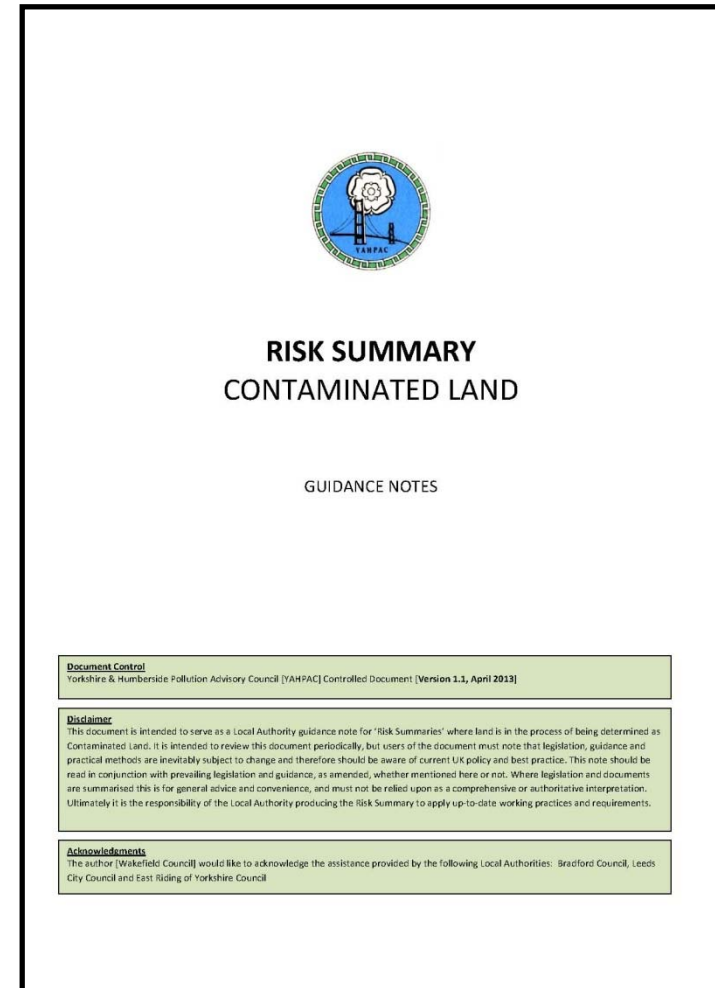 YAHPAC
RISK SUMMARY
CONTAMINATED LAND
GUIDANCE NOTES
Document Control
Yorkshire & Humberside Pollution Advisory Council [YAHPAC] Controlled Document [Version 1.1, April 2013]
Disclaimer
This document is intended to serve as a Local Authority guidance note for 'Risk Summaries' where land is in the process of being determined as
Contaminated Land. It is intended to review this document periodically, but users of the document must note that legislation, guidance and
practical methods are inevitably subject to change and therefore should be aware of current UK policy and best practice. This note should be
read in conjunction with prevailing legislation and guidance, as amended, whether mentioned here or not. Where legislation and documents
are summarised this is for general advice and convenience, and must not be relied upon as a comprehensive or authoritative interpretation.
Ultimately it is the responsibility of the Local Authority producing the Risk Summary to apply up-to-date working practices and requirements.
Acknowledgments
The author [Wakefield Council] would like to acknowledge the assistance provided by the following Local Authorities: Bradford Council, Leeds
City Council and East Riding of Yorkshire Council